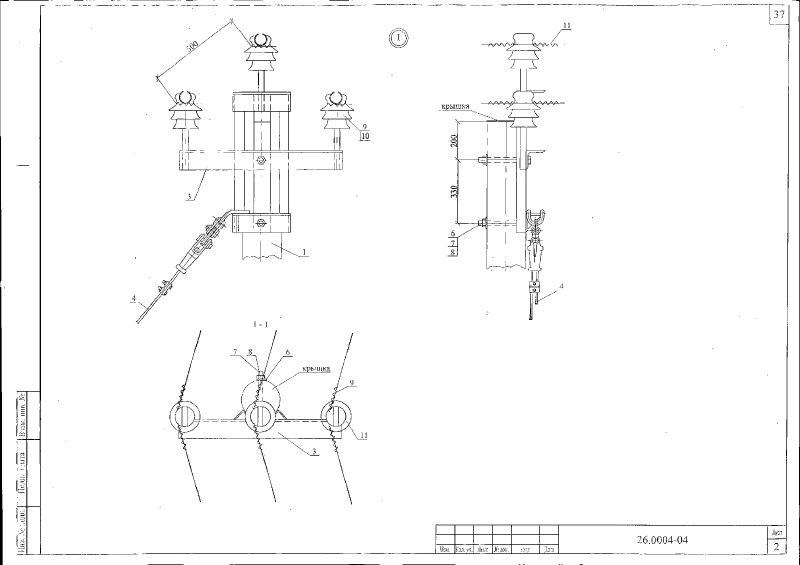 37
I
500
9
10
3
1
4
11
крышка
200
330
6
7
8
4
1 - 1
7 8 6
крышка
9
11
3
Взам. инв. №
Подп. и дата
Инв. № подл.
Изм. Кол. уч. Лист № док. Дата
26.0004-04
Лист
2